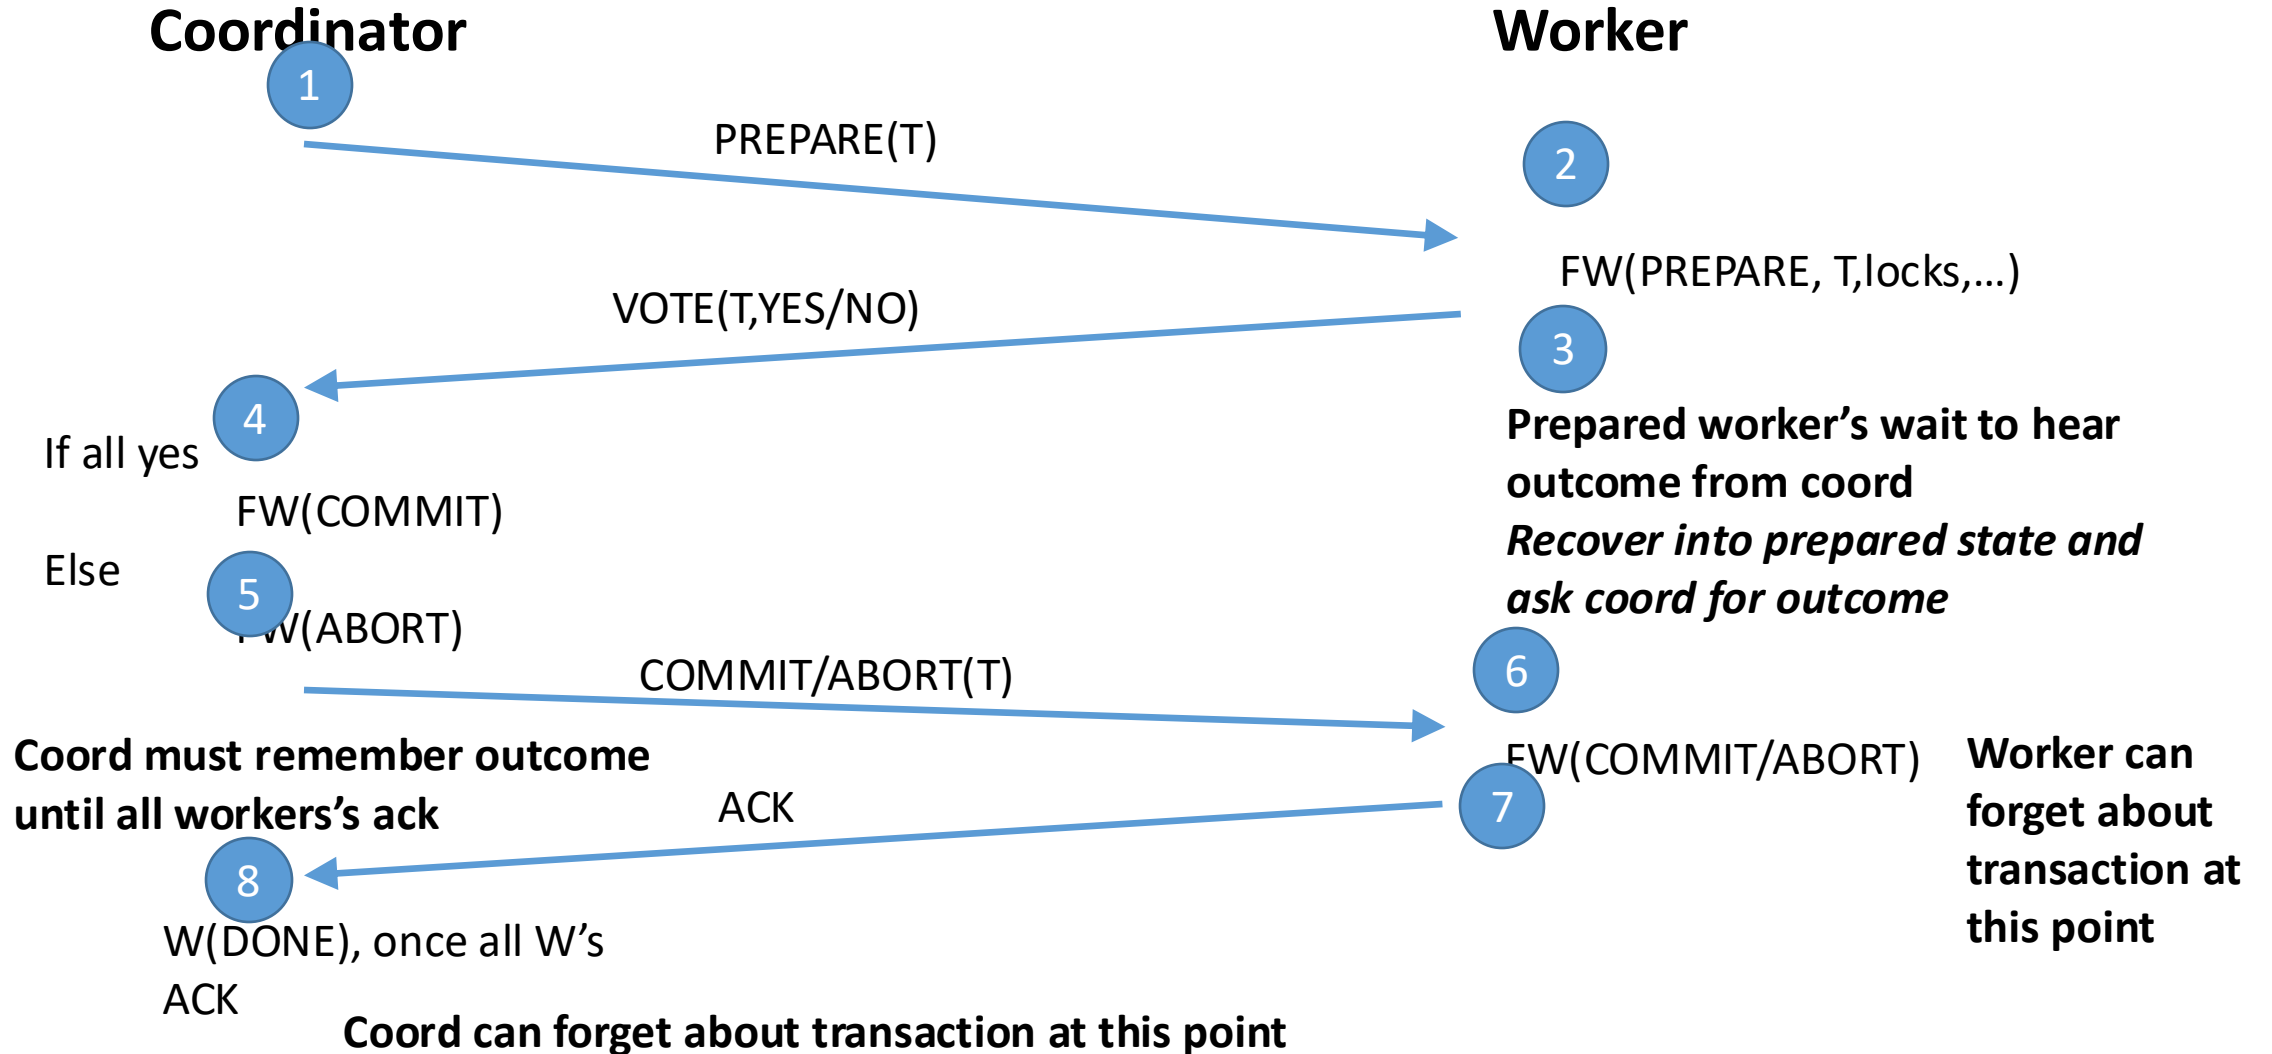 Coordinator
Worker
1
PREPARE(T)
2
FW(PREPARE, T,locks,…)
VOTE(T,YES/NO)
3
4
If all yes
FW(COMMIT)
Prepared worker’s wait to hear
outcome from coord
Recover into prepared state and
ask coord for outcome
Else
5
FW(ABORT)
COMMIT/ABORT(T)
6
FW(COMMIT/ABORT)
Worker can
forget about
transaction at
this point
Coord must remember outcome
until all workers’s ack
ACK
7
8
W(DONE), once all W’s
ACK
Coord can forget about transaction at this point